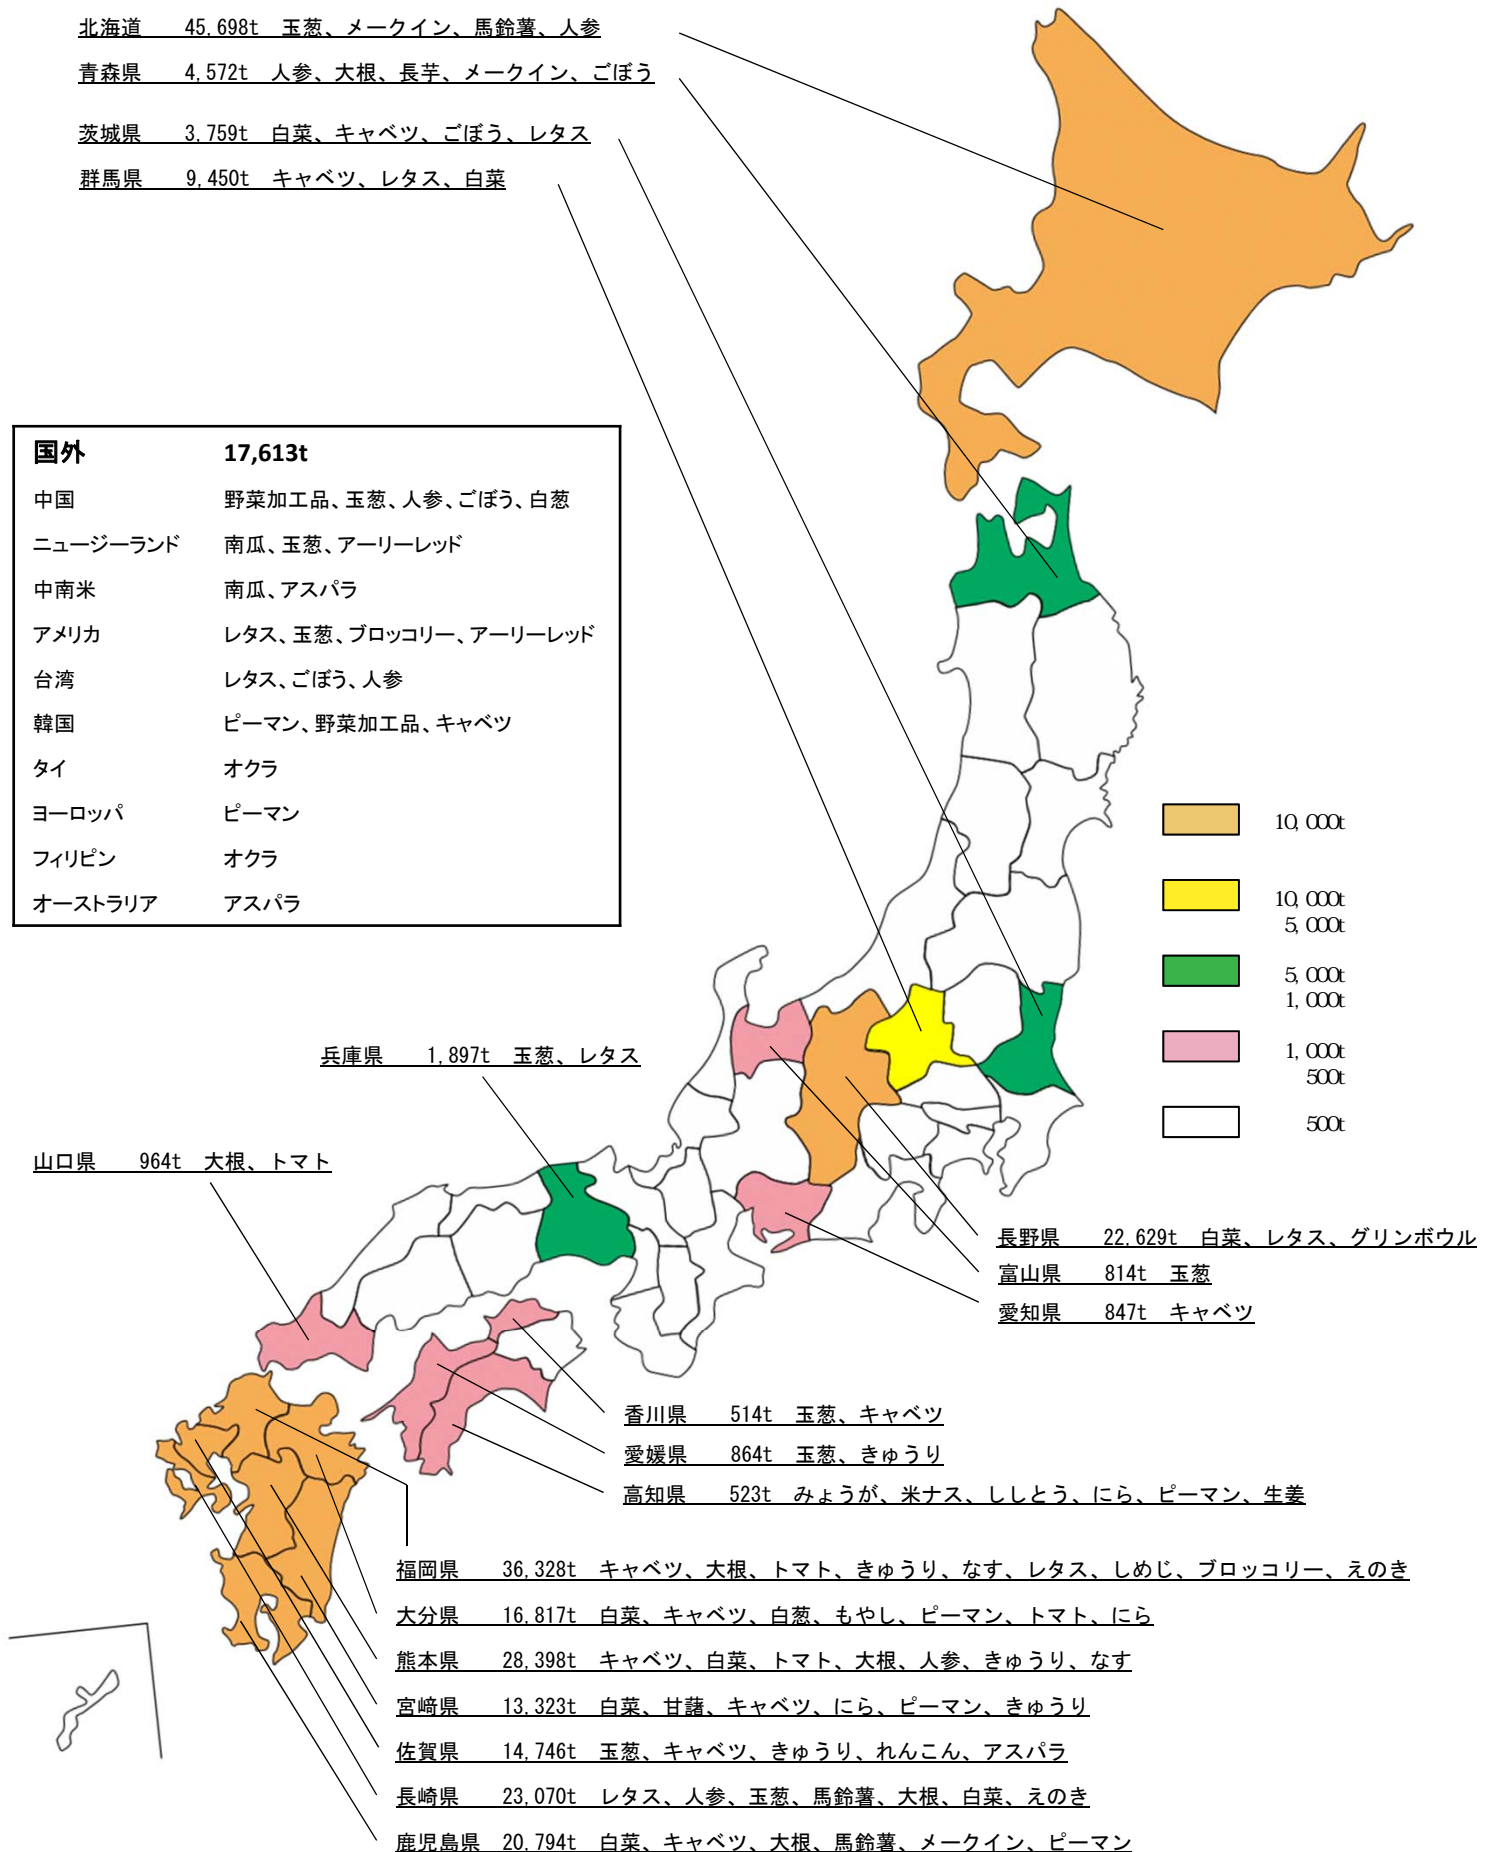 北海道 45,698t 玉葱、メークイン、馬鈴薯、人参
青森県 4,572t 人参、大根、長芋、メークイン、ごぼう
茨城県 3,759t 白菜、キャベツ、ごぼう、レタス
群馬県 9,450t キャベツ、レタス、白菜
国外 17,613t
中国 野菜加工品、玉葱、人参、ごぼう、白葱
ニュージーランド 南瓜、玉葱、アーリーレッド
中南米 南瓜、アスパラ
アメリカ レタス、玉葱、ブロッコリー、アーリーレッド
台湾 レタス、ごぼう、人参
韓国 ピーマン、野菜加工品、キャベツ
タイ オクラ
ヨーロッパ ピーマン
フィリピン オクラ
オーストラリア アスパラ
10,000t
10,000t
5,000t
5,000t
1,000t
1,000t
500t
500t
兵庫県 1,897t 玉葱、レタス
山口県 964t 大根、トマト
長野県 22,629t 白菜、レタス、グリンボウル
富山県 814t 玉葱
愛知県 847t キャベツ
香川県 514t 玉葱、キャベツ
愛媛県 864t 玉葱、きゅうり
高知県 523t みょうが、米ナス、ししとう、にら、ピーマン、生姜
福岡県 36,328t キャベツ、大根、トマト、きゅうり、なす、レタス、しめじ、ブロッコリー、えのき
大分県 16,817t 白菜、キャベツ、白葱、もやし、ピーマン、トマト、にら
熊本県 28,398t キャベツ、白菜、トマト、大根、人参、きゅうり、なす
宮崎県 13,323t 白菜、甘藷、キャベツ、にら、ピーマン、きゅうり
佐賀県 14,746t 玉葱、キャベツ、きゅうり、れんこん、アスパラ
長崎県 23,070t レタス、人参、玉葱、馬鈴薯、大根、白菜、えのき
鹿児島県 20,794t 白菜、キャベツ、大根、馬鈴薯、メークイン、ピーマン